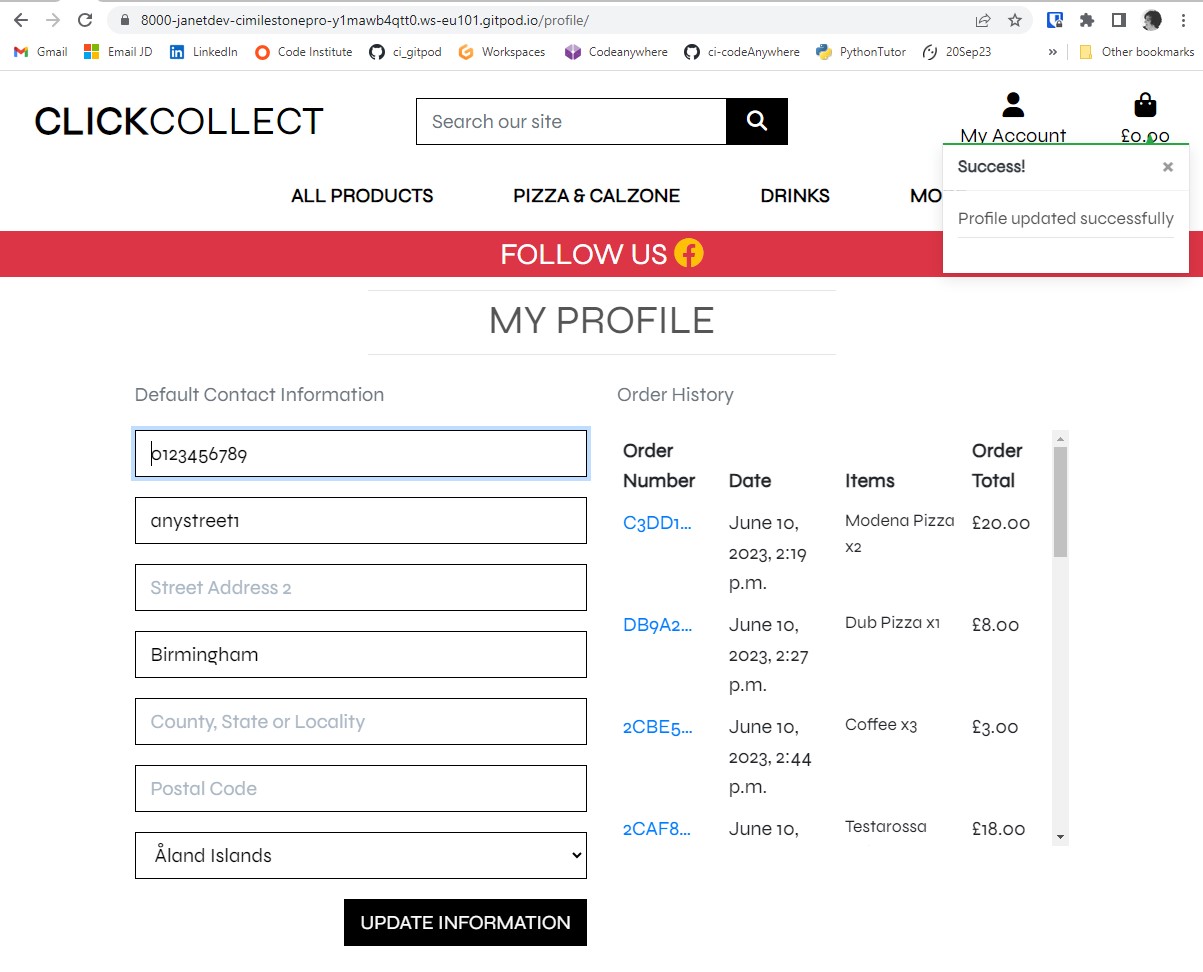 8000-janetdev-cimilestonepro-y1mawb4qtt0.ws-eu101.gitpod.io/profile/
Gmail Email JD LinkedIn Code Institute ci_gitpod Workspaces Codeanywhere ci-codeAnywhere PythonTutor 20Sep23 » Other bookmarks
CLICKCOLLECT
Search our site
My Account £0.00
Success! ×
Profile updated successfully
ALL PRODUCTS PIZZA & CALZONE DRINKS MO
FOLLOW US
MY PROFILE
Default Contact Information
0123456789
anystreet1
Street Address 2
Birmingham
County, State or Locality
Postal Code
Åland Islands
UPDATE INFORMATION
Order History
Order
Number Date Items Order
Total
C3DD1... June 10, Modena Pizza £20.00
2023, 2:19 x2
p.m.
DB9A2... June 10, Dub Pizza x1 £8.00
2023, 2:27
p.m.
2CBE5... June 10, Coffee x3 £3.00
2023, 2:44
p.m.
2CAF8... June 10, Testarossa £18.00